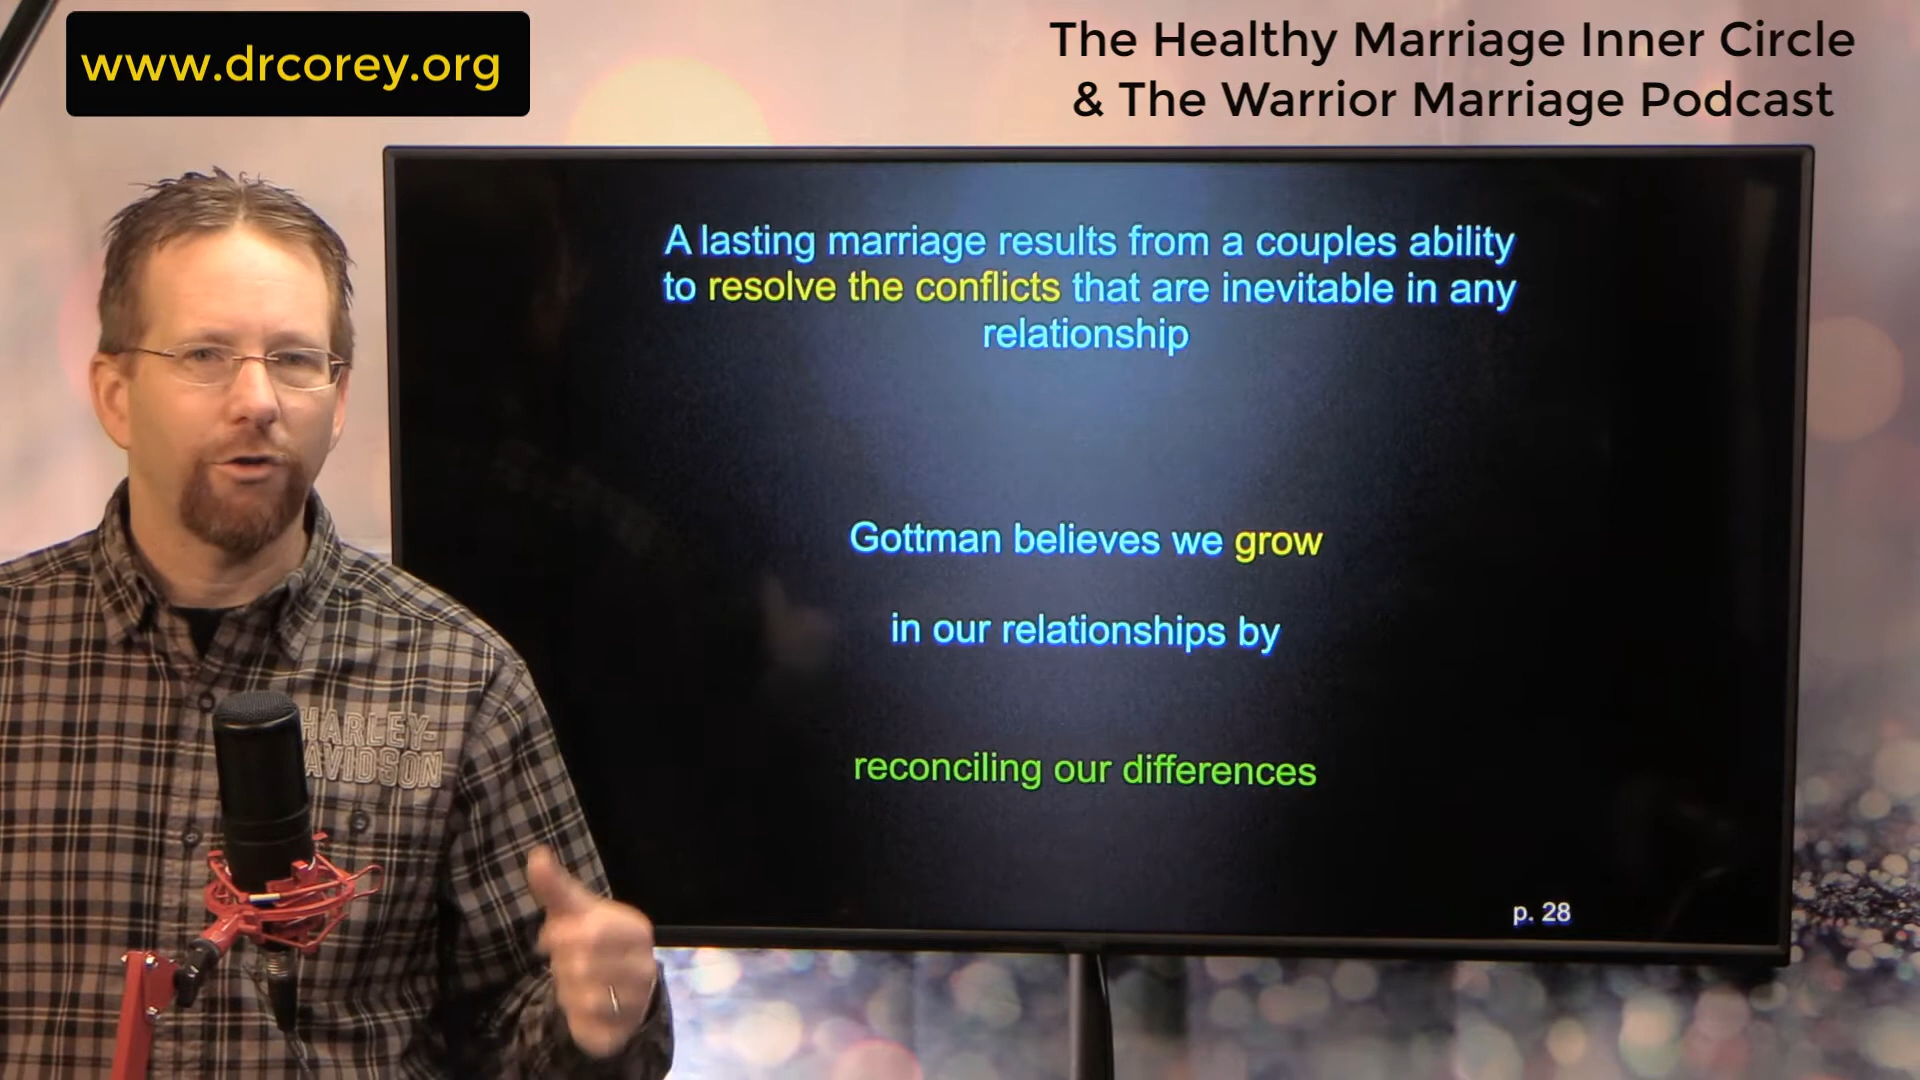 www.drcorey.org
The Healthy Marriage Inner Circle
& The Warrior Marriage Podcast
A lasting marriage results from a couples ability
to resolve the conflicts that are inevitable in any
relationship
Gottman believes we grow
in our relationships by
reconciling our differences
p. 28
HARLEY-
AVIDSON